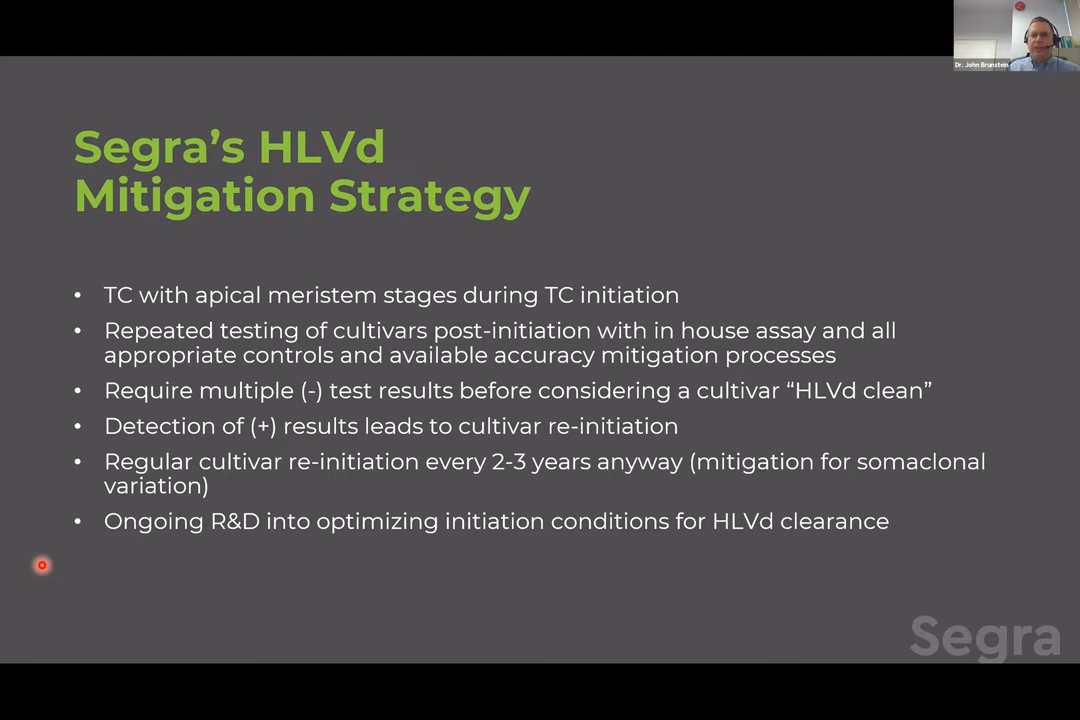 Dr. John Brunstein
Segra’s HLVd
Mitigation Strategy
• TC with apical meristem stages during TC initiation
• Repeated testing of cultivars post-initiation with in house assay and all
appropriate controls and available accuracy mitigation processes
• Require multiple (-) test results before considering a cultivar “HLVd clean”
• Detection of (+) results leads to cultivar re-initiation
• Regular cultivar re-initiation every 2-3 years anyway (mitigation for somaclonal
variation)
• Ongoing R&D into optimizing initiation conditions for HLVd clearance
Segra